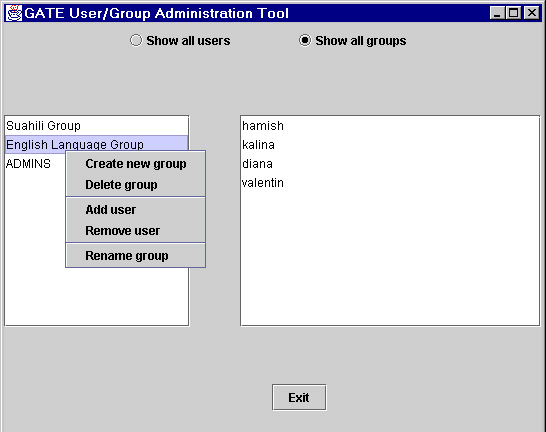 GATE User/Group Administration Tool
Show all users
Show all groups
Suahili Group
English Language Group
ADMINS
Create new group
Delete group
Add user
Remove user
Rename group
hamish
kalina
diana
valentin
Exit